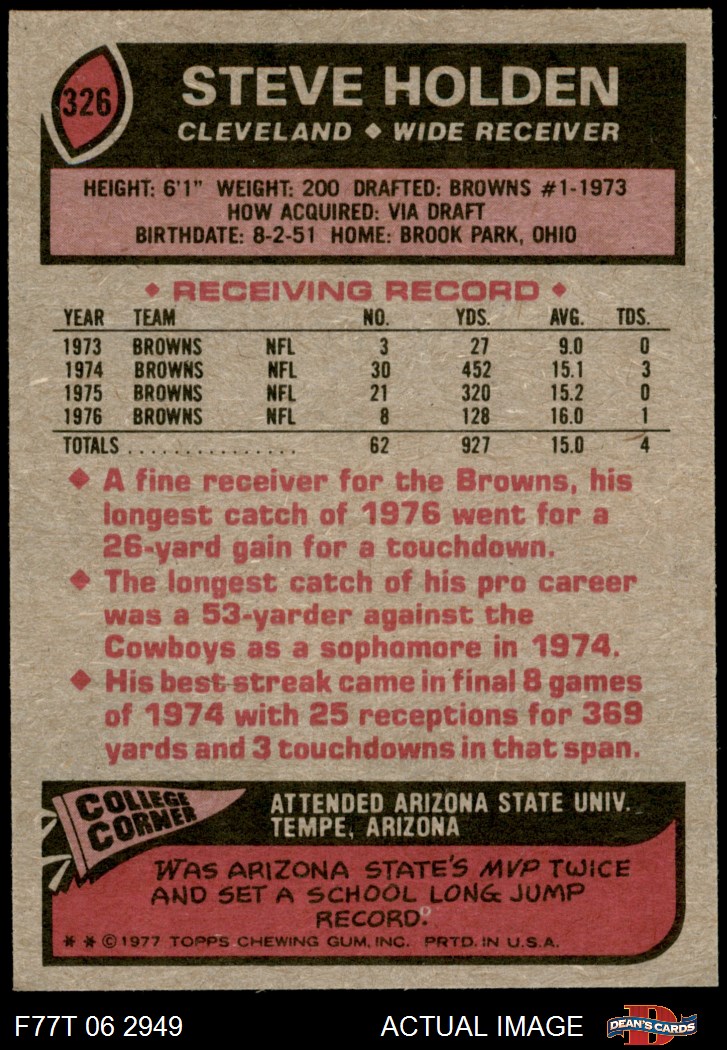 326
STEVE HOLDEN
CLEVELAND ◆ WIDE RECEIVER
HEIGHT: 6'1" WEIGHT: 200 DRAFTED: BROWNS #1-1973
HOW ACQUIRED: VIA DRAFT
BIRTHDATE: 8-2-51 HOME: BROOK PARK, OHIO
◆ RECEIVING RECORD ◆
YEAR TEAM NO. YDS. AVG. TDS.
1973 BROWNS NFL 3 27 9.0 0
1974 BROWNS NFL 30 452 15.1 3
1975 BROWNS NFL 21 320 15.2 0
1976 BROWNS NFL 8 128 16.0 1
TOTALS . . . . . . . . . . . . . . . 62 927 15.0 4
◆ A fine receiver for the Browns, his
longest catch of 1976 went for a
26-yard gain for a touchdown.
◆ The longest catch of his pro career
was a 53-yarder against the
Cowboys as a sophomore in 1974.
◆ His best streak came in final 8 games
of 1974 with 25 receptions for 369
yards and 3 touchdowns in that span.
COLLEGE
CORNER
ATTENDED ARIZONA STATE UNIV.
TEMPE, ARIZONA
WAS ARIZONA STATE'S MVP TWICE
AND SET A SCHOOL LONG JUMP
RECORD.
* * © 1977 TOPPS CHEWING GUM, INC. PRTD. IN U.S.A.
F77T 06 2949 ACTUAL IMAGE D DEAN'S CARDS